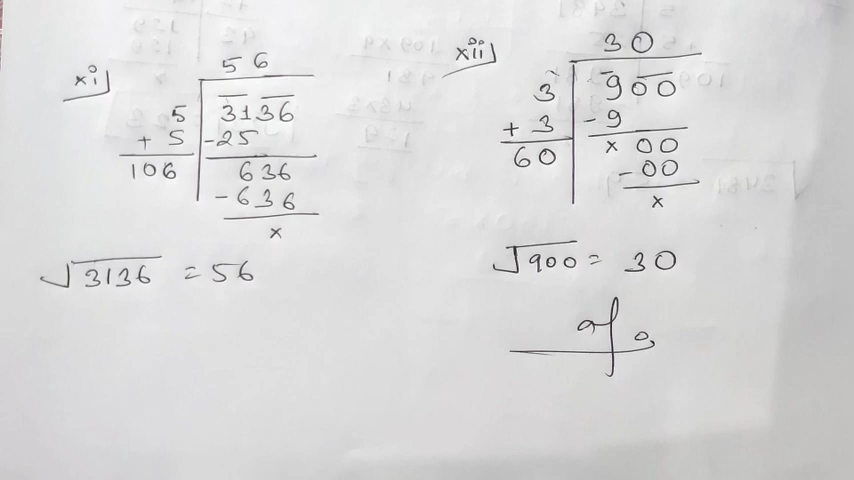 xi)
56
5 3136
+ 5 -25
106 636
-636
x
√3136 = 56
xii)
30
3 900
+ 3 -9
60 x 00
-00
x
√900 = 30